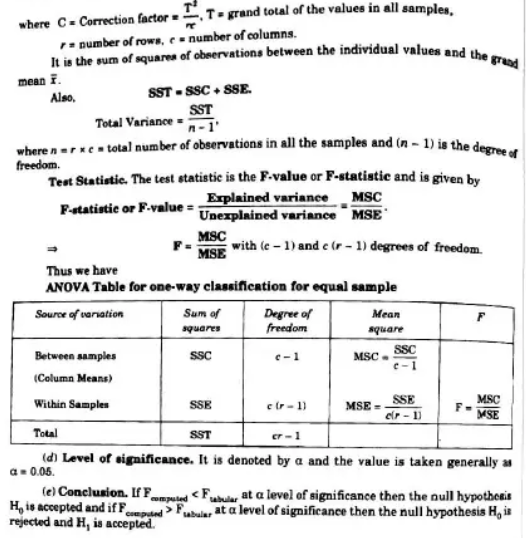 where C = Correction factor = T²/rc, T = grand total of the values in all samples,
r = number of rows, c = number of columns.
It is the sum of squares of observations between the individual values and the grand
mean x̿.
Also, SST = SSC + SSE.
Total Variance = SST/(n – 1)'
where n = r × c = total number of observations in all the samples and (n – 1) is the degree of
freedom.
Test Statistic. The test statistic is the F-value or F-statistic and is given by
F-statistic or F-value = Explained variance/Unexplained variance = MSC/MSE.
⇒ F = MSC/MSE with (c – 1) and c (r – 1) degrees of freedom.
Thus we have
ANOVA Table for one-way classification for equal sample
Source of variation Sum of squares Degree of freedom Mean square F
Between samples (Column Means) SSC c – 1 MSC = SSC/(c – 1)
Within Samples SSE c (r – 1) MSE = SSE/c(r – 1) F = MSC/MSE
Total SST cr – 1
(d) Level of significance. It is denoted by α and the value is taken generally as
α = 0.05.
(e) Conclusion. If F computed < F tabular at α level of significance then the null hypothesis
H₀ is accepted and if F computed > F tabular, at α level of significance then the null hypothesis H₀ is
rejected and H₁ is accepted.